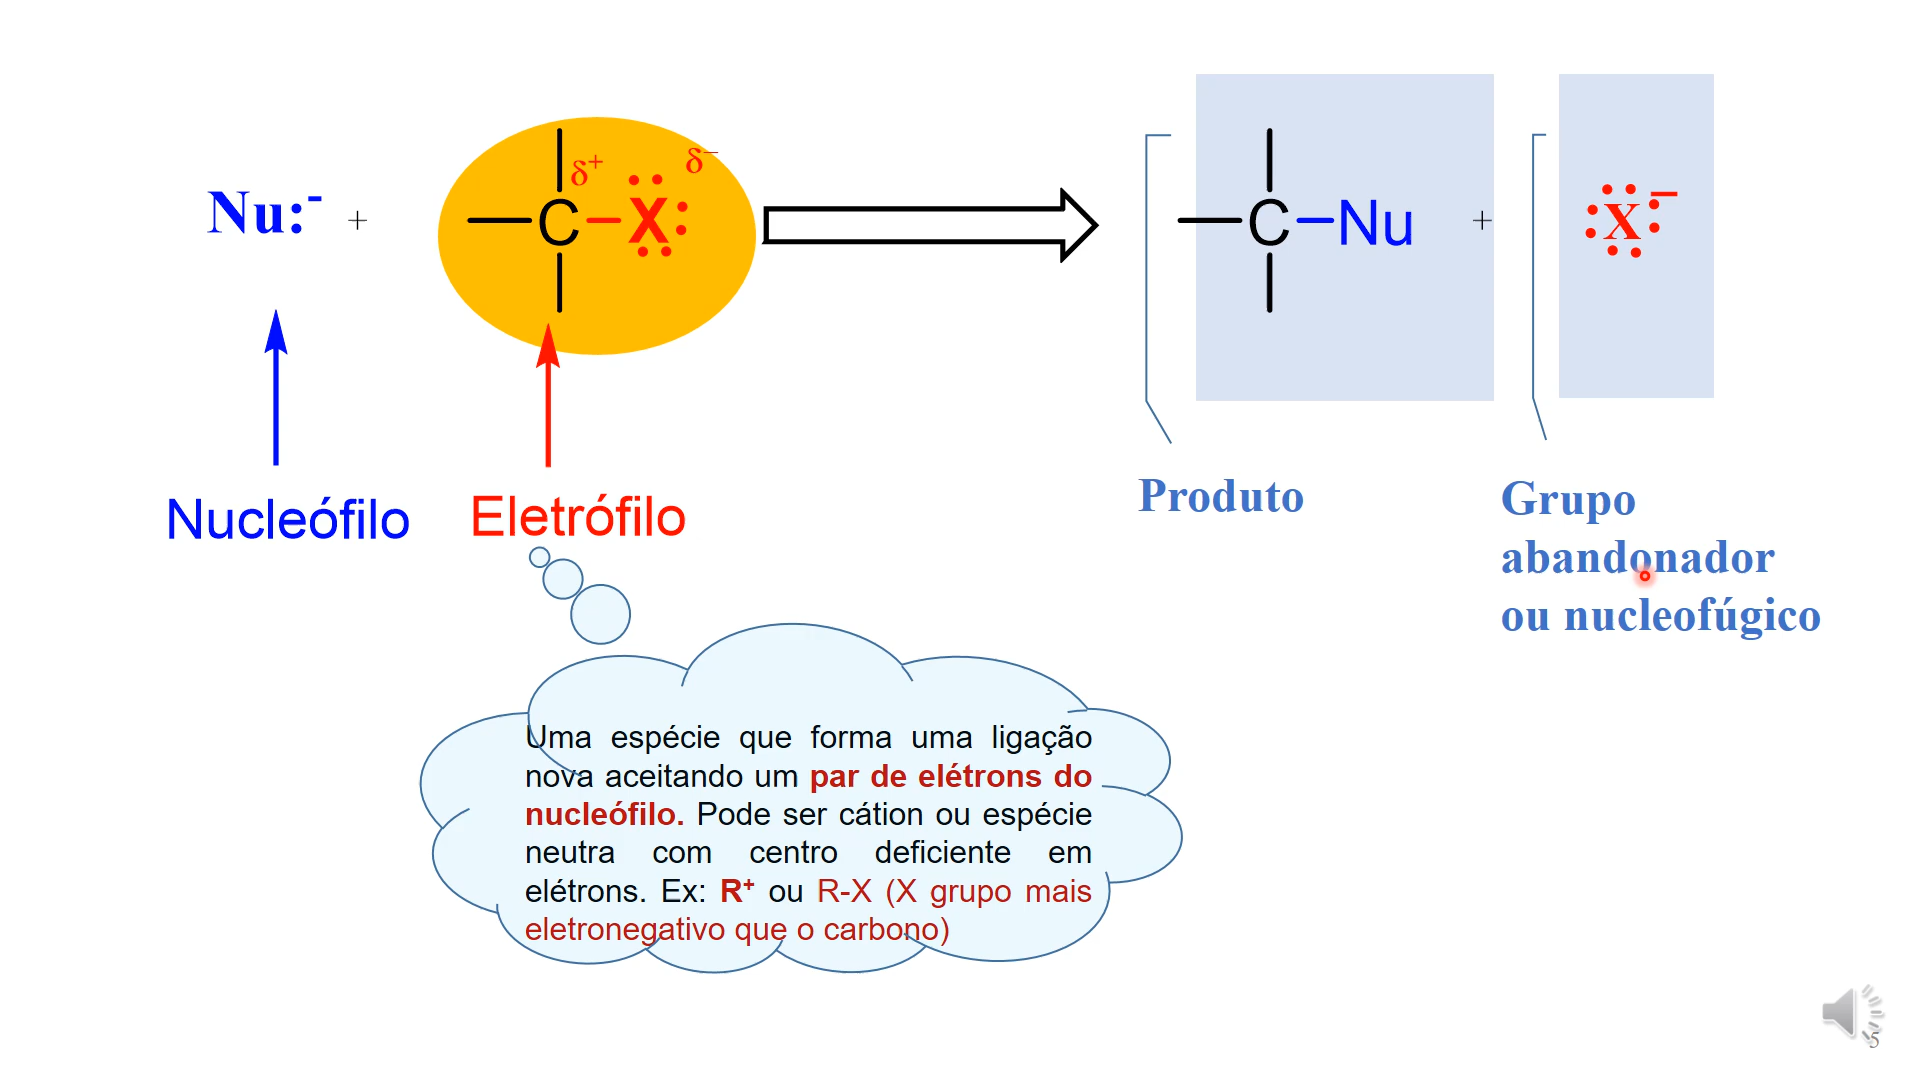 Nu:⁻ + C δ⁺ – X δ⁻ C – Nu + X⁻
Nucleófilo
Eletrófilo
Produto
Grupo
abandonador
ou nucleofúgico
Uma espécie que forma uma ligação
nova aceitando um par de elétrons do
nucleófilo. Pode ser cátion ou espécie
neutra com centro deficiente em
elétrons. Ex: R⁺ ou R-X (X grupo mais
eletronegativo que o carbono)
5